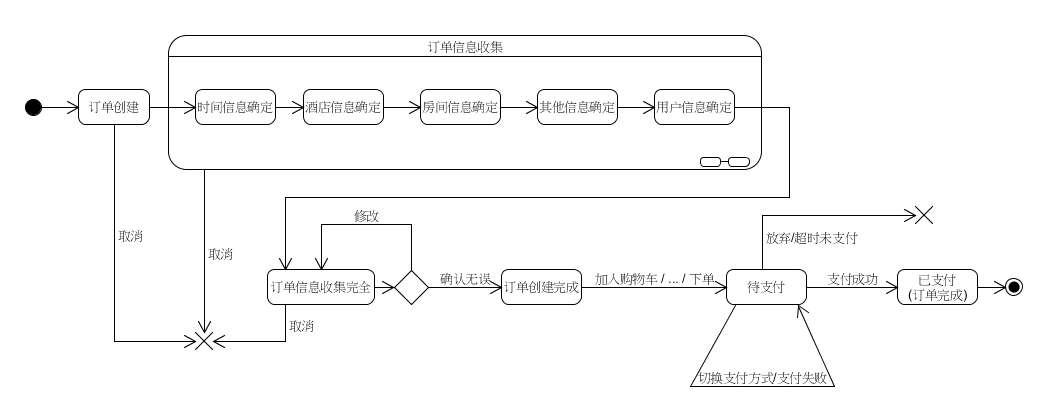 订单信息收集
订单创建
时间信息确定
酒店信息确定
房间信息确定
其他信息确定
用户信息确定
取消
取消
修改
放弃/超时未支付
订单信息收集完全
确认无误
订单创建完成
加入购物车 / ... / 下单
待支付
支付成功
已支付
(订单完成)
取消
切换支付方式/支付失败